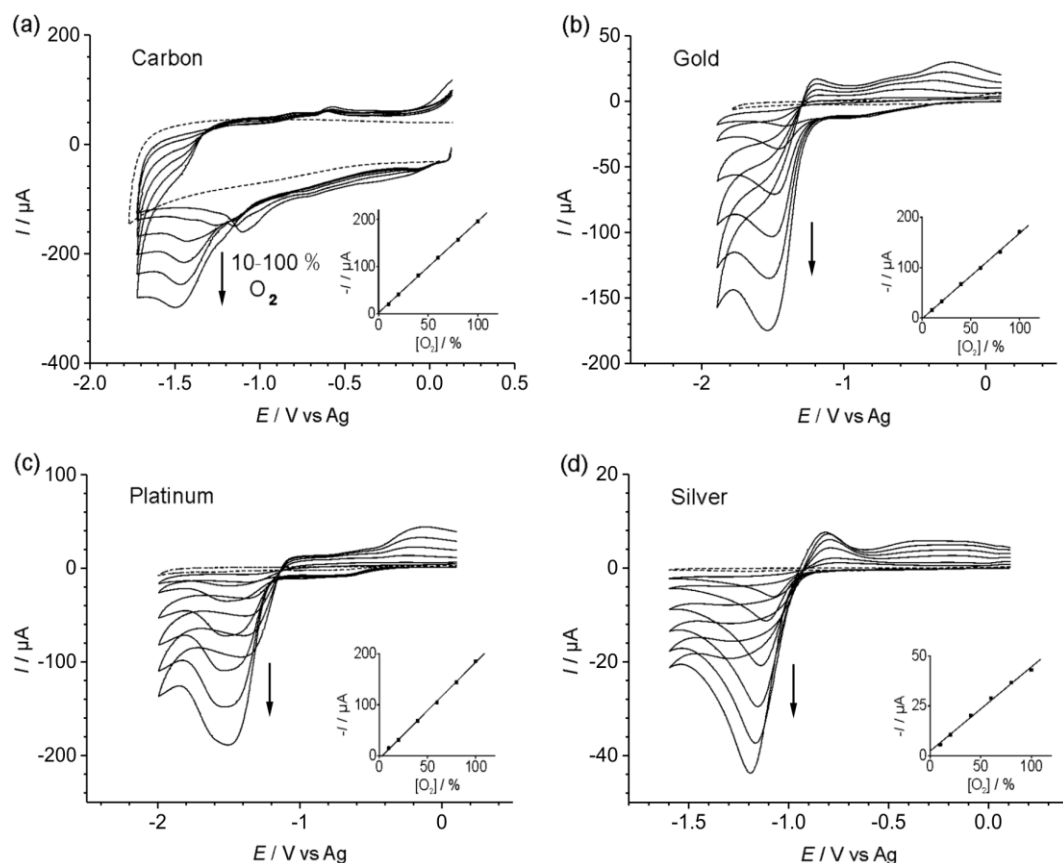 (a)
Carbon
200
0
-200
-400
I / µA
-2.0 -1.5 -1.0 -0.5 0.0 0.5
E / V vs Ag
10-100 %
O₂
200
100
0
-I / µA
0 50 100
[O₂] / %
(b)
Gold
50
0
-50
-100
-150
-200
I / µA
-2 -1 0
E / V vs Ag
200
100
0
-I / µA
0 50 100
[O₂] / %
(c)
Platinum
100
0
-100
-200
I / µA
-2 -1 0
E / V vs Ag
200
100
0
-I / µA
0 50 100
[O₂] / %
(d)
Silver
20
0
-20
-40
I / µA
-1.5 -1.0 -0.5 0.0
E / V vs Ag
50
25
0
-I / µA
0 50 100
[O₂] / %